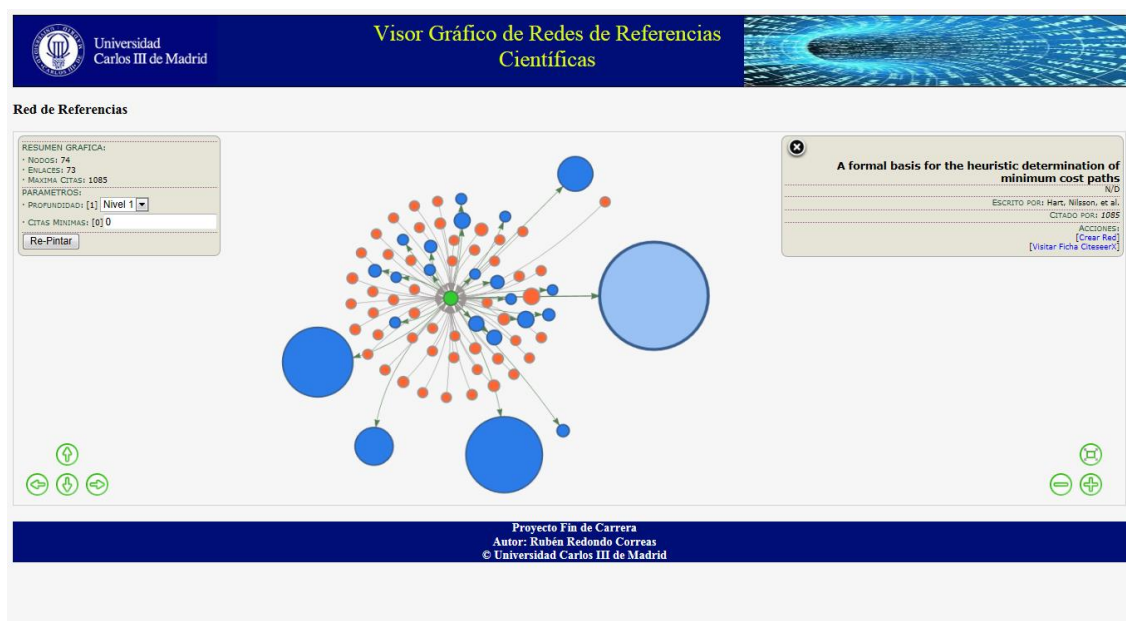 Universidad
Carlos III de Madrid
Visor Gráfico de Redes de Referencias
Científicas
Red de Referencias
RESUMEN GRAFICA:
· NODOS: 74
· ENLACES: 73
· MAXIMA CITAS: 1085
PARAMETROS:
· PROFUNDIDAD: [1] Nivel 1
· CITAS MINIMAS: [0] 0
Re-Pintar
A formal basis for the heuristic determination of
minimum cost paths
N/D
ESCRITO POR: Hart, Nilsson, et al.
CITADO POR: 1085
ACCIONES:
[Crear Red]
[Visitar Ficha CiteseerX]
Proyecto Fin de Carrera
Autor: Rubén Redondo Correas
© Universidad Carlos III de Madrid